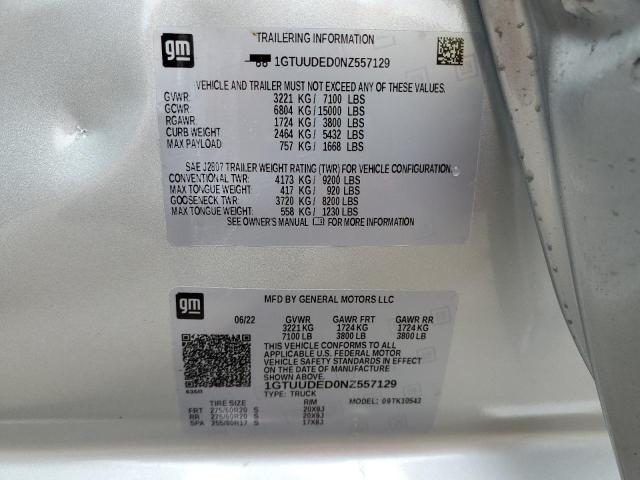 gm
TRAILERING INFORMATION
1GTUUDED0NZ557129
VEHICLE AND TRAILER MUST NOT EXCEED ANY OF THESE VALUES.
GVWR: 3221 KG / 7100 LBS
GCWR: 6804 KG / 15000 LBS
RGAWR: 1724 KG / 3800 LBS
CURB WEIGHT: 2464 KG / 5432 LBS
MAX PAYLOAD: 757 KG / 1668 LBS
SAE J2807 TRAILER WEIGHT RATING (TWR) FOR VEHICLE CONFIGURATION:
CONVENTIONAL TWR: 4173 KG / 9200 LBS
MAX TONGUE WEIGHT: 417 KG / 920 LBS
GOOSENECK TWR: 3720 KG / 8200 LBS
MAX TONGUE WEIGHT: 558 KG / 1230 LBS
SEE OWNER'S MANUAL FOR MORE INFORMATION
gm
MFD BY GENERAL MOTORS LLC
06/22 GVWR GAWR FRT GAWR RR
3221 KG 1724 KG 1724 KG
7100 LB 3800 LB 3800 LB
THIS VEHICLE CONFORMS TO ALL
APPLICABLE U.S. FEDERAL MOTOR
VEHICLE SAFETY STANDARDS IN EFFECT
ON THE DATE OF MANUFACTURE
SHOWN ABOVE.
1GTUUDED0NZ557129
TYPE: TRUCK
TIRE SIZE RIM MODEL: 09TK10543
FRT 275/60R20 S 20X9J
RR 275/60R20 S 20X9J
SPA 255/80R17 S 17X8J